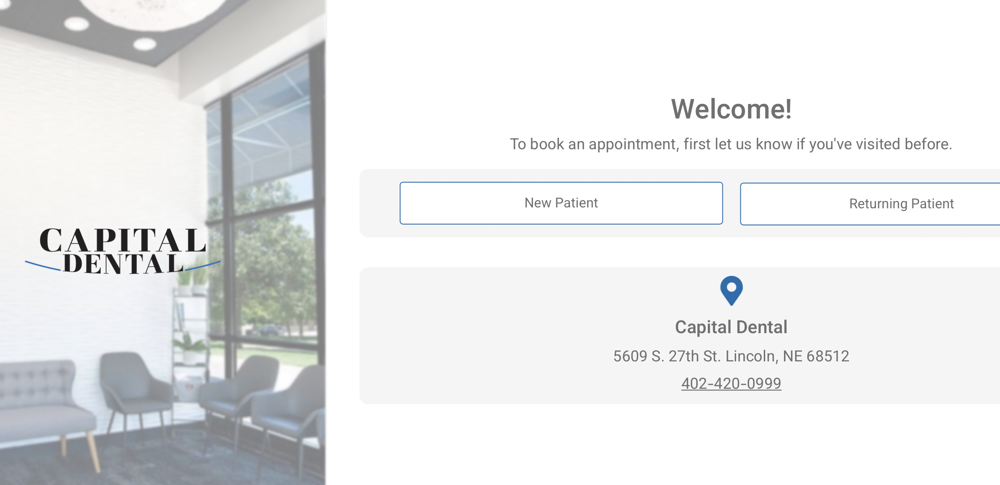 CAPITAL
DENTAL
Welcome!
To book an appointment, first let us know if you've visited before.
New Patient
Returning Patient
Capital Dental
5609 S. 27th St. Lincoln, NE 68512
402-420-0999